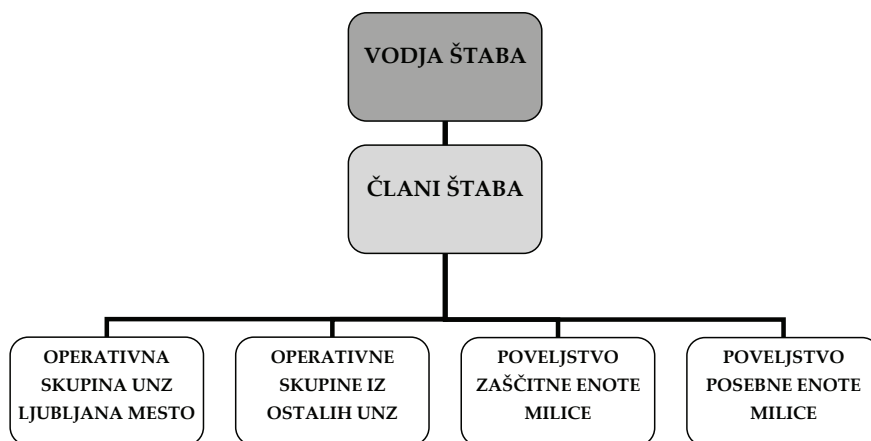 VODJA ŠTABA
ČLANI ŠTABA
OPERATIVNA
SKUPINA UNZ
LJUBLJANA MESTO
OPERATIVNE
SKUPINE IZ
OSTALIH UNZ
POVELJSTVO
ZAŠČITNE ENOTE
MILICE
POVELJSTVO
POSEBNE ENOTE
MILICE